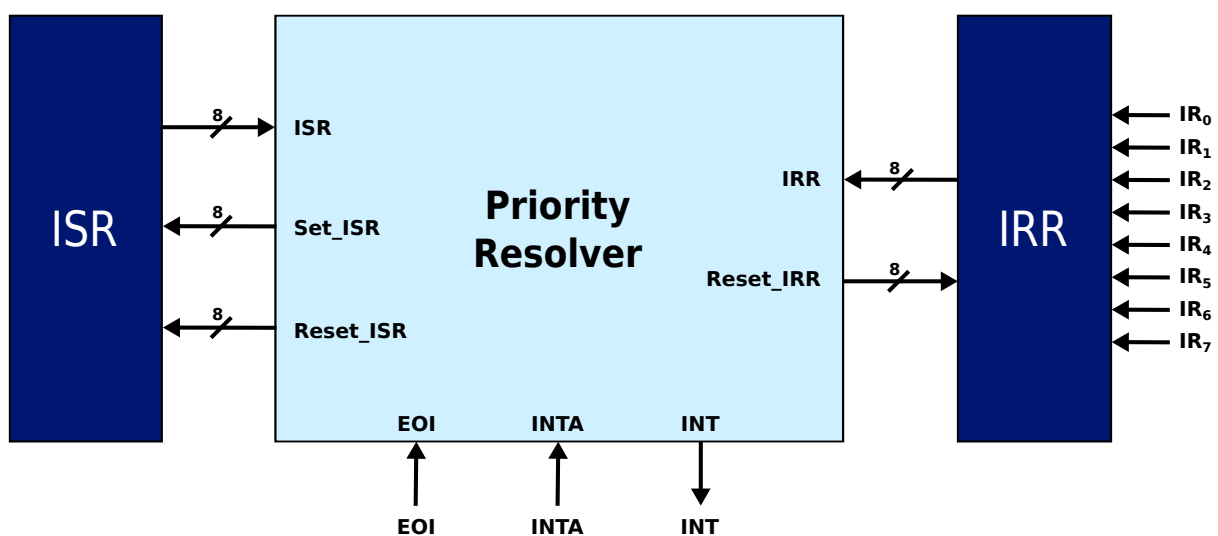 ISR
8
ISR
8
Set_ISR
8
Reset_ISR
Priority
Resolver
EOI
INTA
INT
EOI
INTA
INT
IRR
8
Reset_IRR
8
IRR
IR₀
IR₁
IR₂
IR₃
IR₄
IR₅
IR₆
IR₇